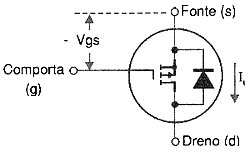 Fonte (s)
- Vgs
Comporta
(g)
I
Dreno (d)